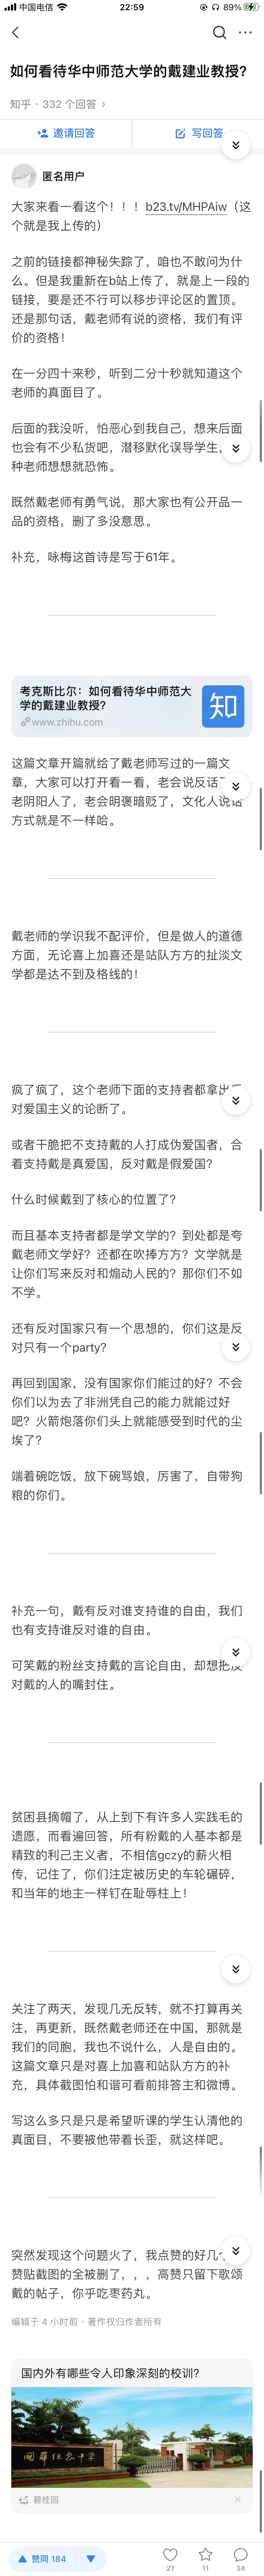 中国电信
22:59
89%
如何看待华中师范大学的戴建业教授?
知乎 · 332 个回答 >
邀请回答
写回答
匿名用户
大家来看一看这个！！！b23.tv/MHPAiw（这
个就是我上传的）
之前的链接都神秘失踪了，咱也不敢问为什
么。但是我重新在b站上传了，就是上一段的
链接，要是还不行可以移步评论区的置顶。
还是那句话，戴老师有说的资格，我们有评
价的资格！
在一分四十来秒，听到二分十秒就知道这个
老师的真面目了。
后面的我没听，怕恶心到我自己，想来后面
也会有不少私货吧，潜移默化误导学生，
种老师想想就恐怖。
既然戴老师有勇气说，那大家也有公开品一
品的资格，删了多没意思。
补充，咏梅这首诗是写于61年。
考克斯比尔：如何看待华中师范大
学的戴建业教授？
www.zhihu.com
知
这篇文章开篇就给了戴老师写过的一篇文
章，大家可以打开看一看，老会说反话了
老阴阳人了，老会明褒暗贬了，文化人说话
方式就是不一样哈。
戴老师的学识我不配评价，但是做人的道德
方面，无论喜上加喜还是站队方方的扯淡文
学都是达不到及格线的！
疯了疯了，这个老师下面的支持者都拿出反
对爱国主义的论断了。
或者干脆把不支持戴的人打成伪爱国者，合
着支持戴是真爱国，反对戴是假爱国？
什么时候戴到了核心的位置了？
而且基本支持者都是学文学的？到处都是夸
戴老师文学好？还都在吹捧方方？文学就是
让你们写来反对和煽动人民的？那你们不如
不学。
还有反对国家只有一个思想的，你们这是反
对只有一个party？
再回到国家，没有国家你们能过的好？不会
你们以为去了非洲凭自己的能力就能过好
吧？火箭炮落你们头上就能感受到时代的尘
埃了？
端着碗吃饭，放下碗骂娘，厉害了，自带狗
粮的你们。
补充一句，戴有反对谁支持谁的自由，我们
也有支持谁反对谁的自由。
可笑戴的粉丝支持戴的言论自由，却想把反
对戴的人的嘴封住。
贫困县摘帽了，从上到下有许多人实践毛的
遗愿，而看遍回答，所有粉戴的人基本都是
精致的利己主义者，不相信gczy的薪火相
传，记住了，你们注定被历史的车轮碾碎，
和当年的地主一样钉在耻辱柱上！
关注了两天，发现几无反转，就不打算再关
注，再更新，既然戴老师还在中国，那就是
我们的同胞，我也不说什么，人是自由的。
这篇文章只是对喜上加喜和站队方方的补
充，具体截图怕和谐可看前排答主和微博。
写这么多只是只是希望听课的学生认清他的
真面目，不要被他带着长歪，就这样吧。
突然发现这个问题火了，我点赞的好几个
赞贴截图的全被删了，，，高赞只留下歌颂
戴的帖子，你乎吃枣药丸。
编辑于 4 小时前 · 著作权归作者所有
国内外有哪些令人印象深刻的校训?
国华纪念中学
碧桂园
赞同 184
21
11
34